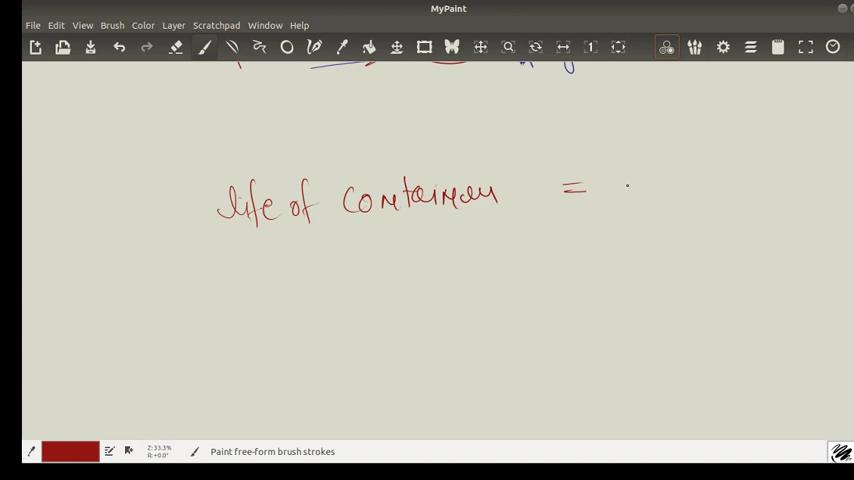 MyPaint
File Edit View Brush Color Layer Scratchpad Window Help
life of container =
Z: 33.3%
R: +0.0°
Paint free-form brush strokes